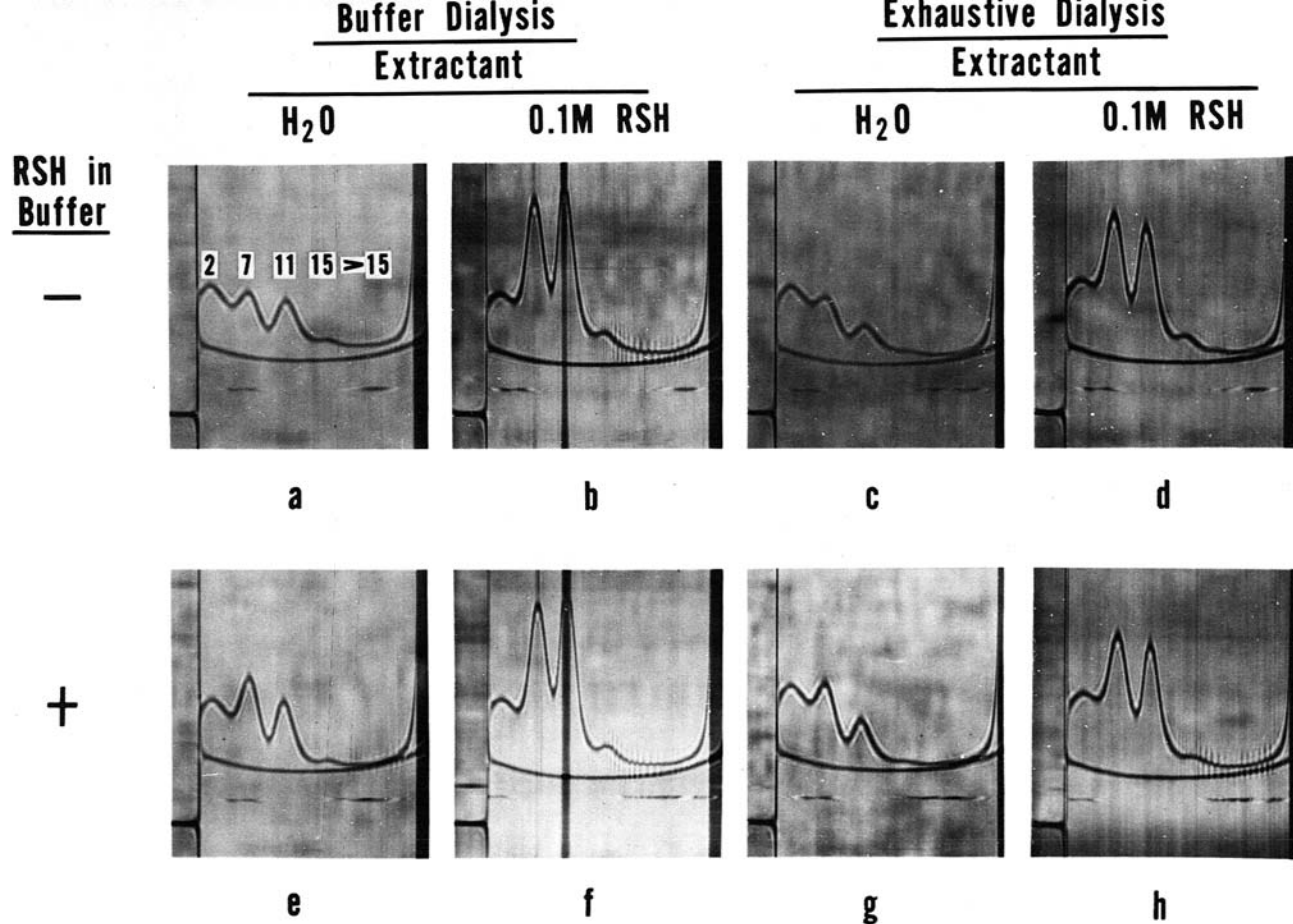 Buffer Dialysis Exhaustive Dialysis
Extractant Extractant
H₂O 0.1M RSH H₂O 0.1M RSH
RSH in
Buffer
2 7 11 15 >15
−
a b c d
+
e f g h